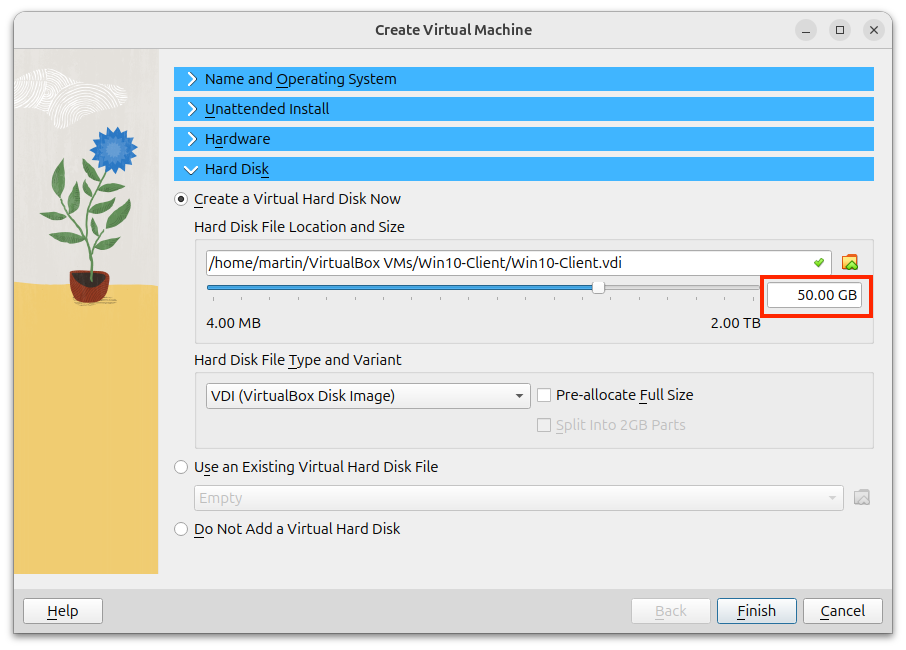 Create Virtual Machine
Name and Operating System
Unattended Install
Hardware
Hard Disk
Create a Virtual Hard Disk Now
Hard Disk File Location and Size
/home/martin/VirtualBox VMs/Win10-Client/Win10-Client.vdi
50.00 GB
4.00 MB 2.00 TB
Hard Disk File Type and Variant
VDI (VirtualBox Disk Image) Pre-allocate Full Size
Split Into 2GB Parts
Use an Existing Virtual Hard Disk File
Empty
Do Not Add a Virtual Hard Disk
Help Back Finish Cancel